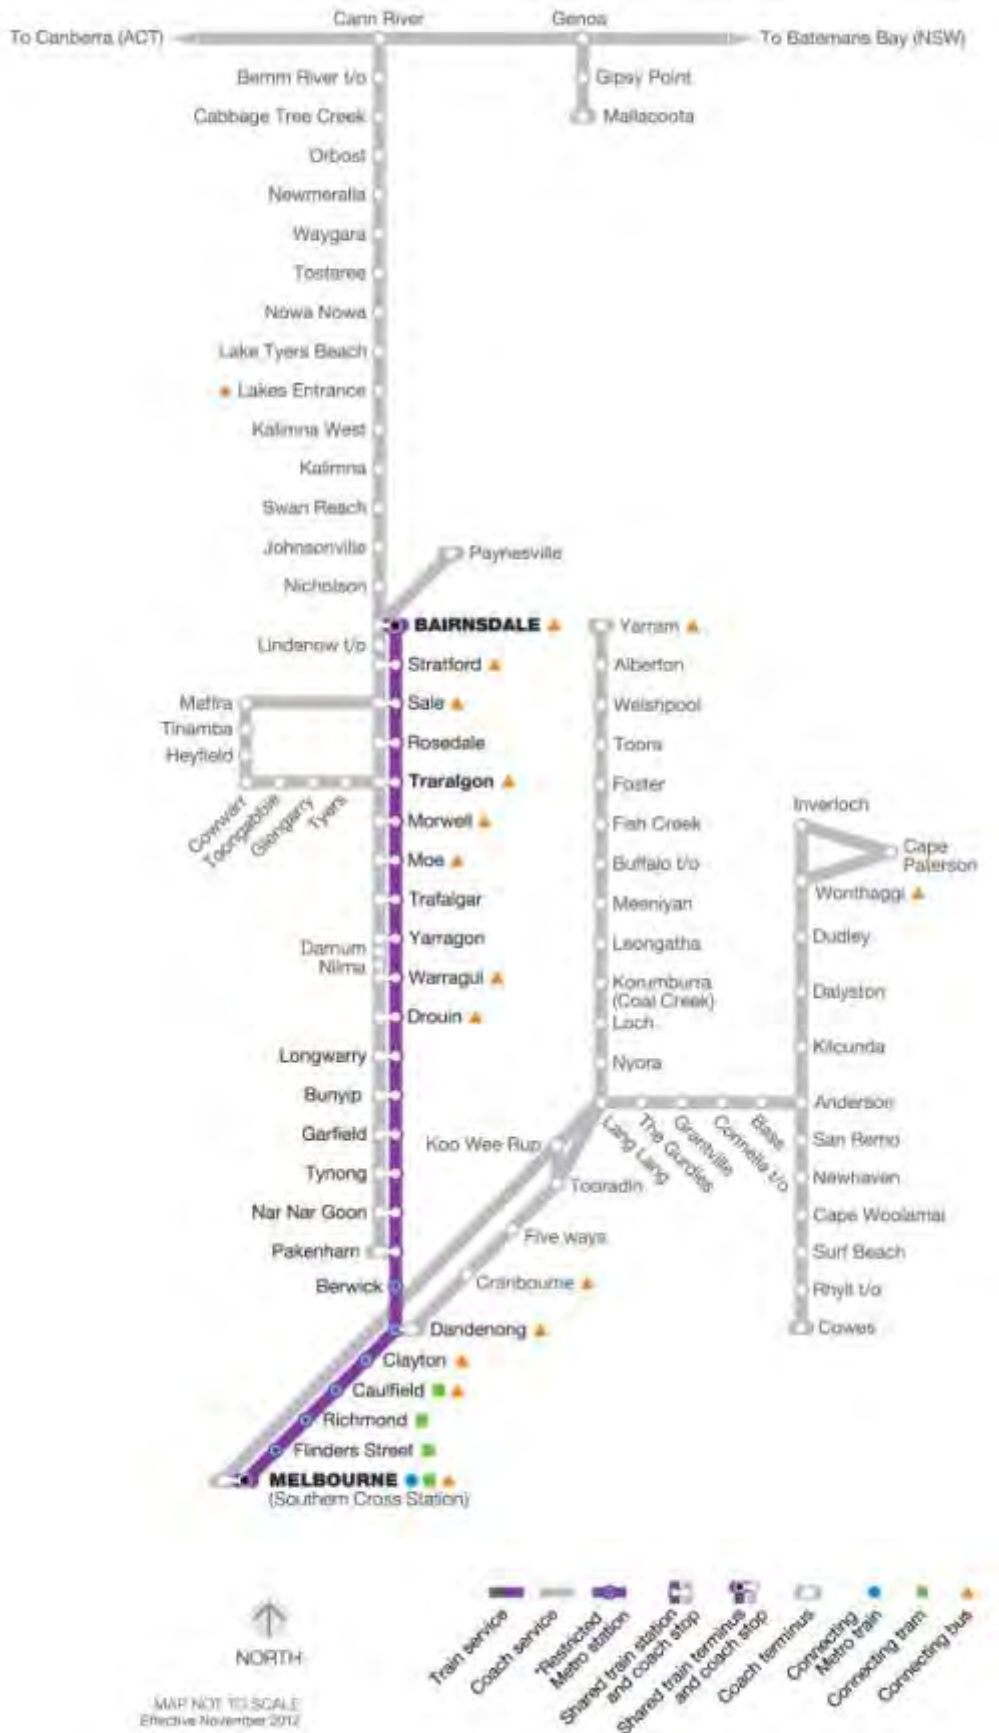 Cann River
Genoa
To Canberra (ACT)
To Batemans Bay (NSW)
Bemm River t/o
Gipsy Point
Cabbage Tree Creek
Mallacoota
Orbost
Newmeralla
Waygara
Tostaree
Nowa Nowa
Lake Tyers Beach
Lakes Entrance
Kalimna West
Kalimna
Swan Reach
Johnsonville
Paynesville
Nicholson
BAIRNSDALE
Yarram
Lindenow t/o
Stratford
Alberton
Maffra
Sale
Welshpool
Tinamba
Heyfield
Rosedale
Toora
Traralgon
Foster
Cowwarr
Toongabbie
Glengarry
Tyers
Inverloch
Morwell
Fish Creek
Cape
Paterson
Moe
Buffalo t/o
Wonthaggi
Trafalgar
Meeniyan
Yarragon
Leongatha
Dudley
Darnum
Nilma
Warragul
Korumburra
(Coal Creek)
Dalyston
Drouin
Loch
Kilcunda
Longwarry
Nyora
Bunyip
Anderson
Lang Lang
The Gurdies
Grantville
Connella t/o
Bass
Garfield
Koo Wee Rup
San Remo
Tynong
Tooradin
Newhaven
Nar Nar Goon
Five ways
Cape Woolamai
Pakenham
Surf Beach
Berwick
Cranbourne
Rhyll t/o
Dandenong
Cowes
Clayton
Caulfield
Richmond
Flinders Street
MELBOURNE
(Southern Cross Station)
NORTH
MAP NOT TO SCALE
Effective November 2012
Train service
Coach service
*Restricted
Metro station
Shared train station
and coach stop
Shared train terminus
and coach stop
Coach terminus
Connecting
Metro train
Connecting tram
Connecting bus